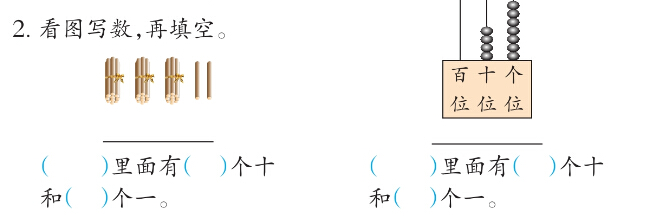 2. 看图写数,再填空。
百 十 个
位 位 位
(    )里面有(   )个十
和(   )个一。
(    )里面有(   )个十
和(   )个一。